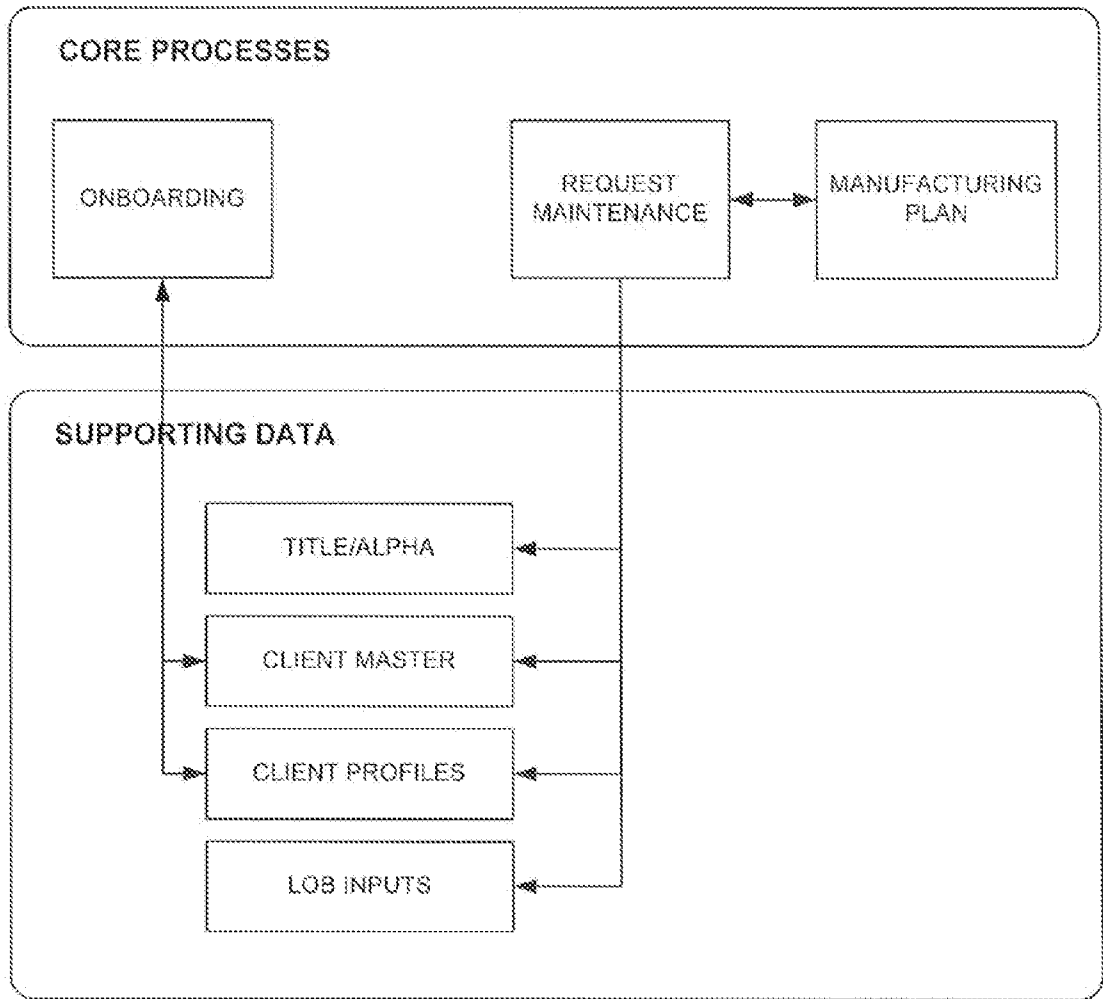 CORE PROCESSES
ONBOARDING
REQUEST
MAINTENANCE
MANUFACTURING
PLAN
SUPPORTING DATA
TITLE/ALPHA
CLIENT MASTER
CLIENT PROFILES
LOB INPUTS